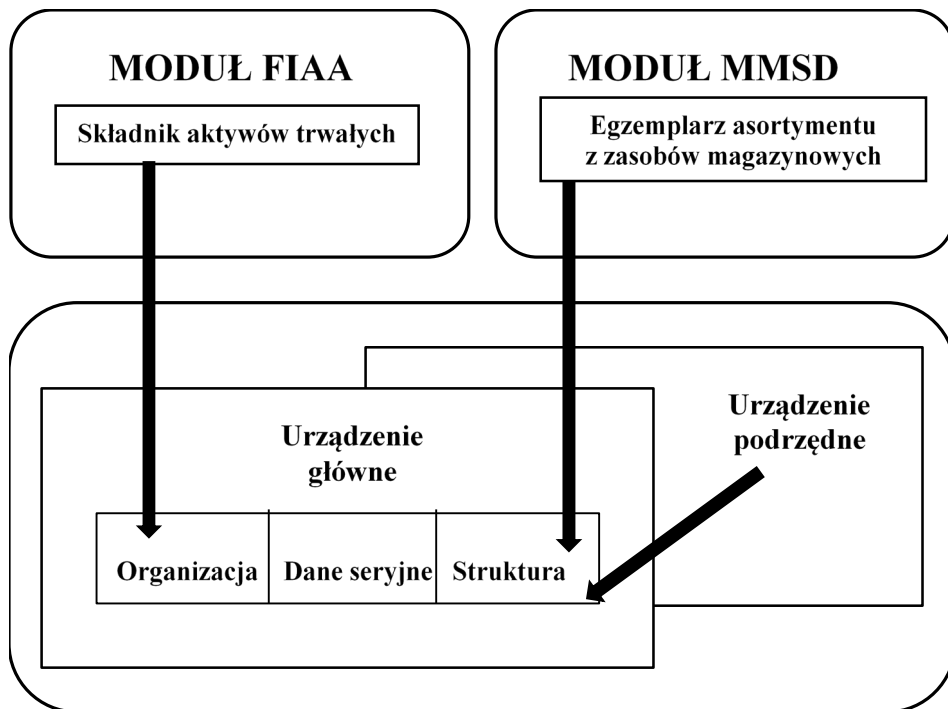 MODUŁ FIAA
Składnik aktywów trwałych
MODUŁ MMSD
Egzemplarz asortymentu
z zasobów magazynowych
Urządzenie
główne
Urządzenie
podrzędne
Organizacja
Dane seryjne
Struktura